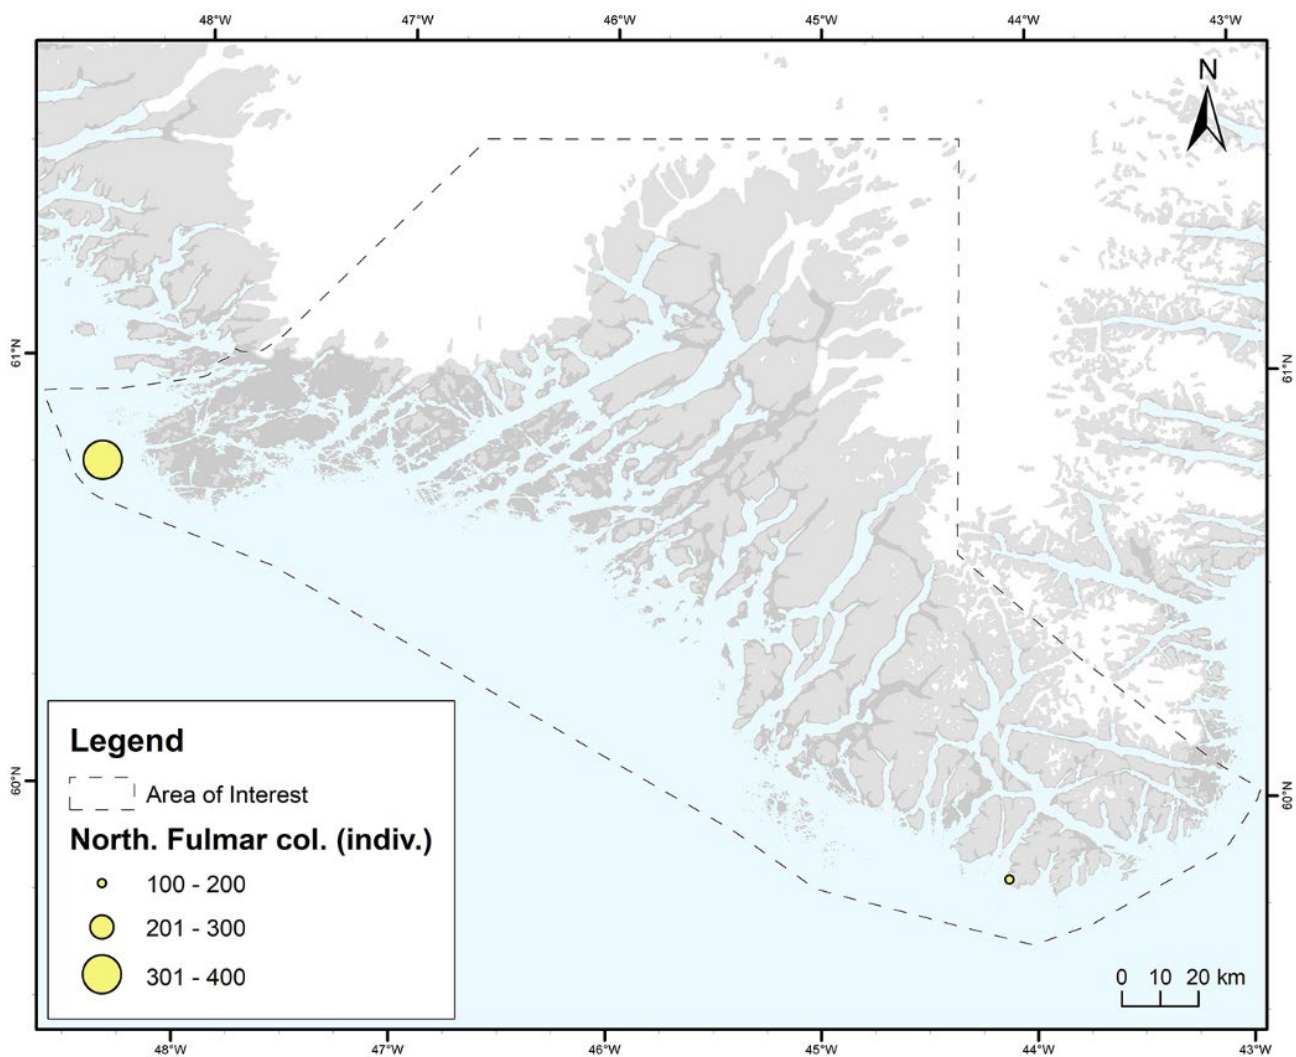 48°W 47°W 46°W 45°W 44°W 43°W
N
61°N 61°N
60°N 60°N
Legend
Area of Interest
North. Fulmar col. (indiv.)
100 - 200
201 - 300
301 - 400
0 10 20 km
48°W 47°W 46°W 45°W 44°W 43°W